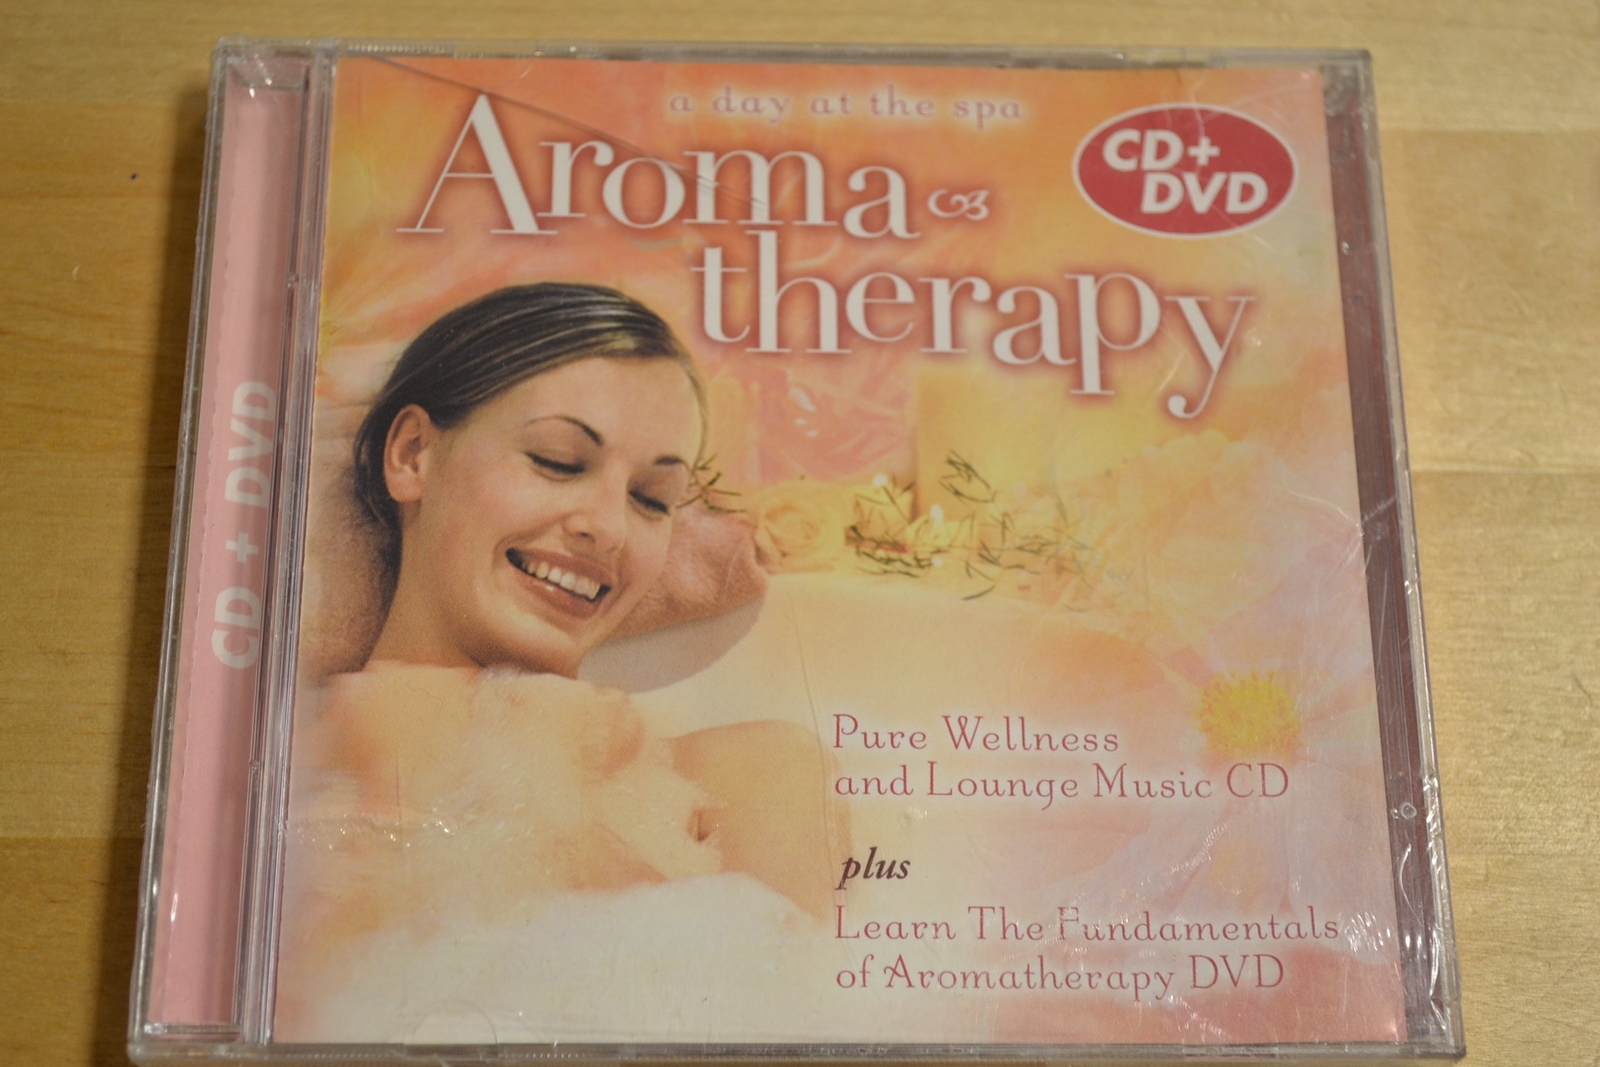 a day at the spa
Aroma
therapy
CD+
DVD
CD + DVD
Pure Wellness
and Lounge Music CD
plus
Learn The Fundamentals
of Aromatherapy DVD